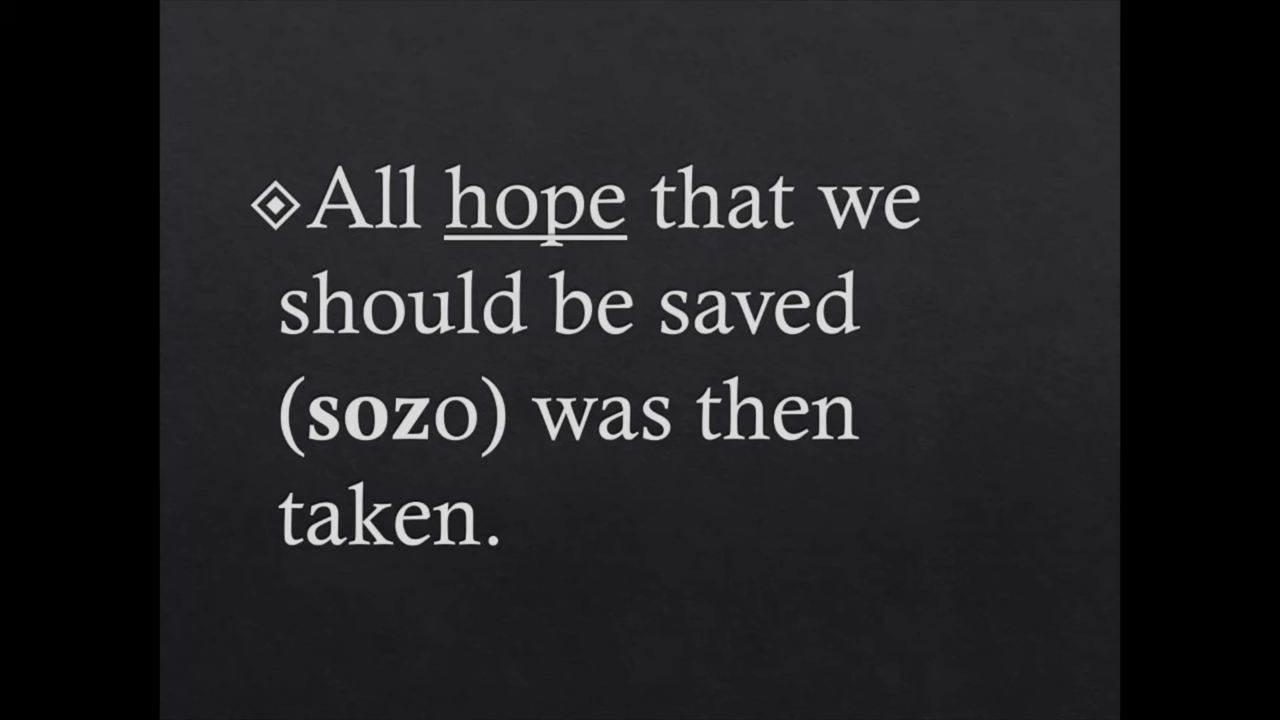 All hope that we
should be saved
(sozo) was then
taken.